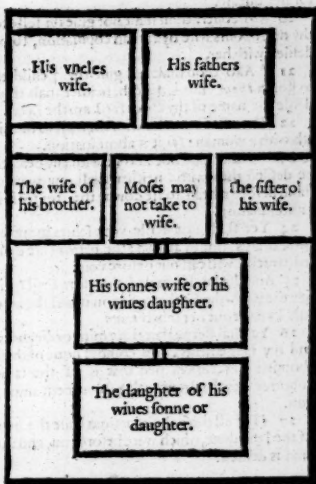 His vncles
wife.
His fathers
wife.
The wife of
his brother.
Moſes may
not take to
wife.
The ſiſter of
his wife.
His ſonnes wife or his
wiues daughter.
The daughter of his
wiues ſonne or
daughter.